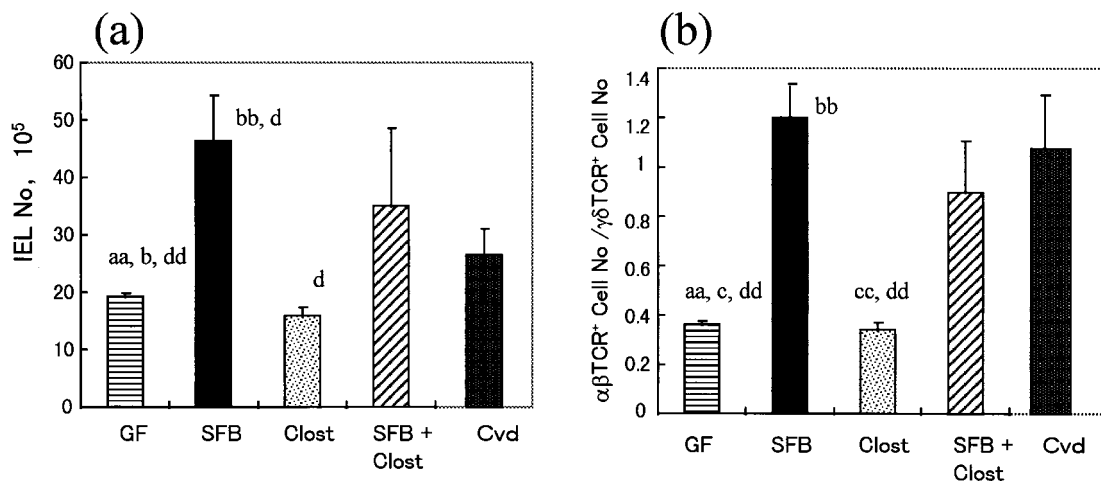 (a)
IEL No, 10⁵
60
50
40
30
20
10
0
aa, b, dd
bb, d
d
GF
SFB
Clost
SFB +
Clost
Cvd
(b)
αβTCR⁺ Cell No /γδTCR⁺ Cell No
1.4
1.2
1
0.8
0.6
0.4
0.2
0
aa, c, dd
bb
cc, dd
GF
SFB
Clost
SFB +
Clost
Cvd